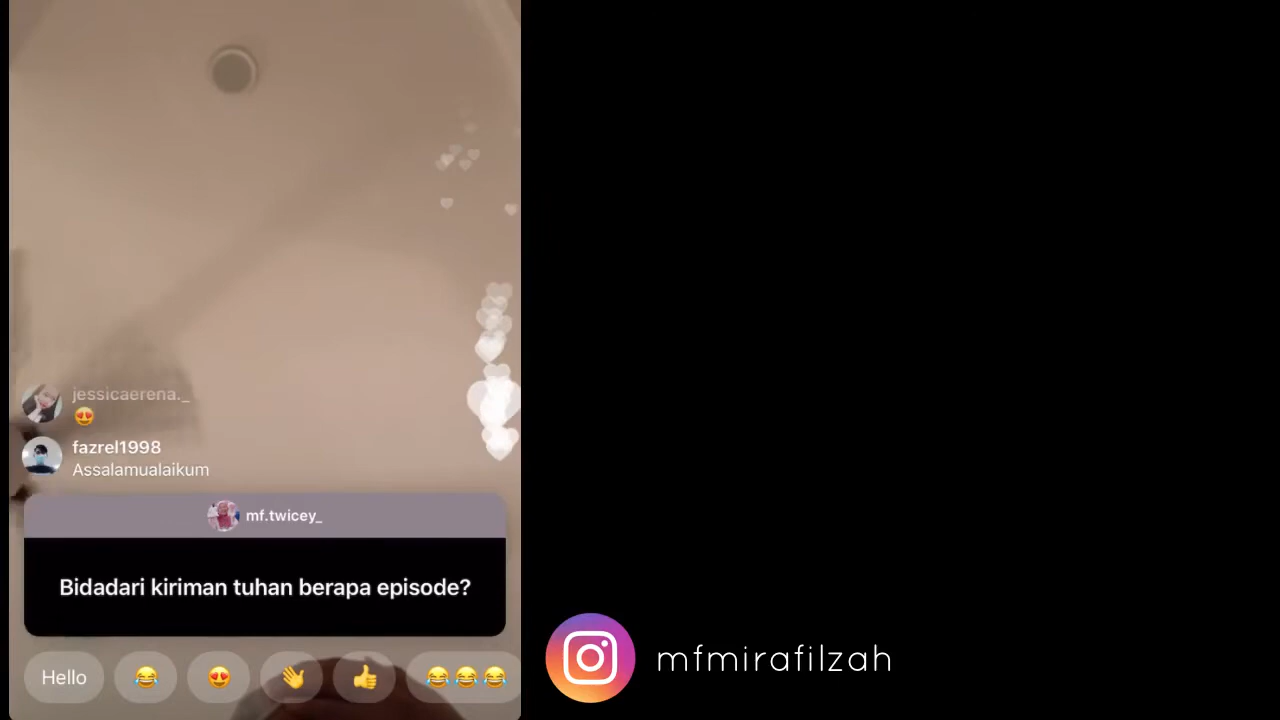 jessicaerena._
😍
fazrel1998
Assalamualaikum
mf.twicey_
Bidadari kiriman tuhan berapa episode?
Hello 😂 😍 👋 👍 😂 😂 😂
mfmirafilzah